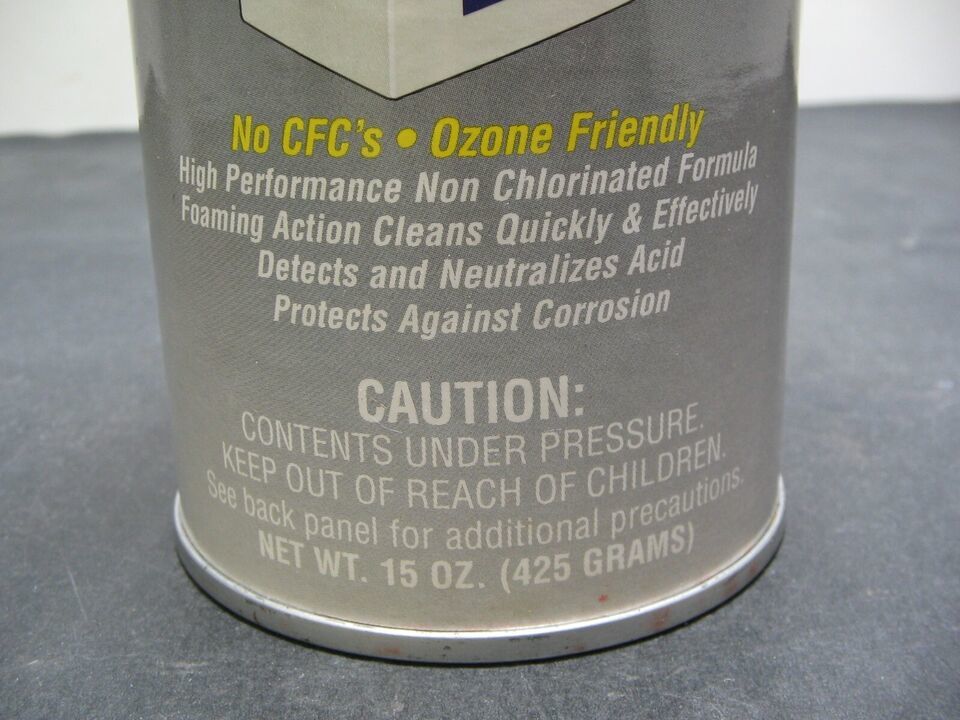 No CFC's • Ozone Friendly
High Performance Non Chlorinated Formula
Foaming Action Cleans Quickly & Effectively
Detects and Neutralizes Acid
Protects Against Corrosion
CAUTION:
CONTENTS UNDER PRESSURE.
KEEP OUT OF REACH OF CHILDREN.
See back panel for additional precautions.
NET WT. 15 OZ. (425 GRAMS)